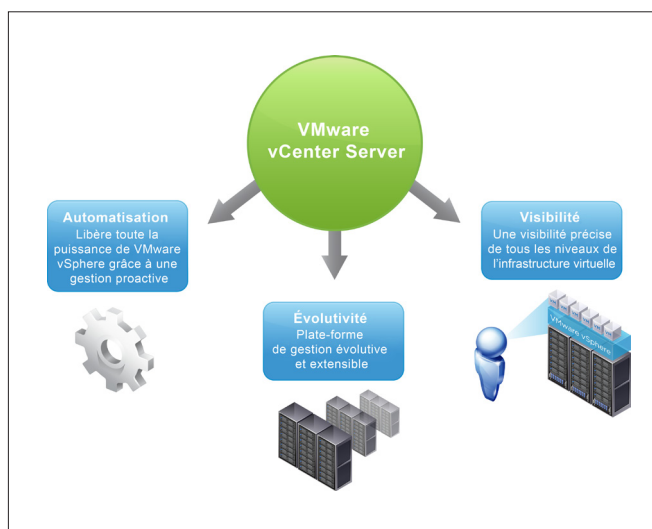 VMware
vCenter Server
Automatisation
Libère toute la
puissance de VMware
vSphere grâce à une
gestion proactive
Évolutivité
Plate-forme
de gestion évolutive
et extensible
Visibilité
Une visibilité précise
de tous les niveaux de
l'infrastructure virtuelle
VMware vSphere